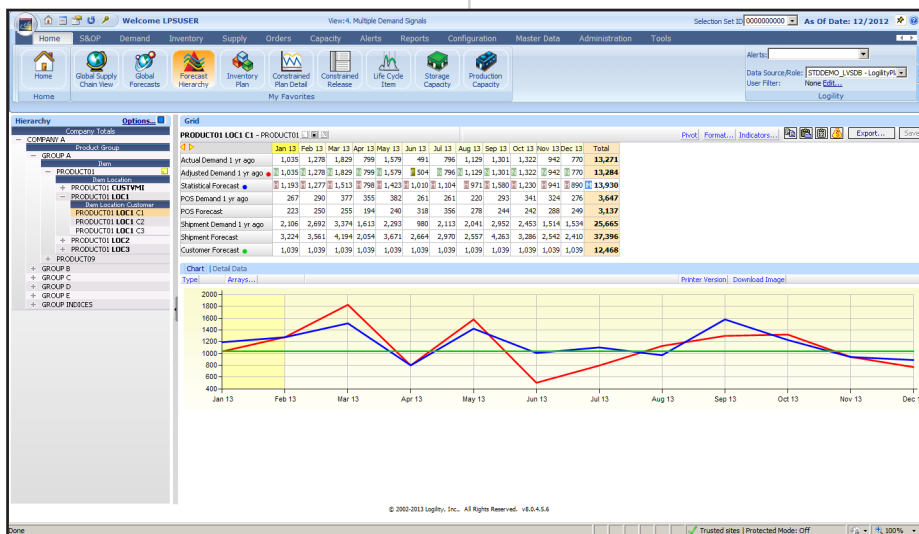 Welcome LPSUSER View:4. Multiple Demand Signals Selection Set ID 0000000000 As Of Date: 12/2012
Home S&OP Demand Inventory Supply Orders Capacity Alerts Reports Configuration Master Data Administration Tools
Home Global Supply Chain View Global Forecasts Forecast Hierarchy Inventory Plan Constrained Plan Detail Constrained Release Life Cycle Item Storage Capacity Production Capacity
Alerts:
Data Source/Role: STDDEMO_LVSDB - LogilityPl
User Filter: None Edit...
Home My Favorites Logility
Hierarchy Options...
Company Totals
COMPANY A
Product Group
GROUP A
Item
PRODUCT01
Item Location
PRODUCT01 CUSTVMI
PRODUCT01 LOC1
Item Location Customer
PRODUCT01 LOC1 C1
PRODUCT01 LOC1 C2
PRODUCT01 LOC1 C3
PRODUCT01 LOC2
PRODUCT01 LOC3
PRODUCT09
GROUP B
GROUP C
GROUP D
GROUP E
GROUP INDICES
Grid
PRODUCT01 LOC1 C1 - PRODUCT01 Pivot Format... Indicators... Export... Save
Jan 13 Feb 13 Mar 13 Apr 13 May 13 Jun 13 Jul 13 Aug 13 Sep 13 Oct 13 Nov 13 Dec 13 Total
Actual Demand 1 yr ago 1,035 1,278 1,829 799 1,579 491 796 1,129 1,301 1,322 942 770 13,271
Adjusted Demand 1 yr ago N 1,035 N 1,278 N 1,829 N 799 N 1,579 504 N 796 N 1,129 N 1,301 N 1,322 N 942 N 770 13,284
Statistical Forecast H 1,193 H 1,277 H 1,513 H 798 H 1,423 H 1,010 H 1,104 H 971 H 1,580 H 1,230 H 941 H 890 H 13,930
POS Demand 1 yr ago 267 290 377 355 382 261 261 220 293 341 324 276 3,647
POS Forecast 223 250 255 194 240 318 356 278 244 242 288 249 3,137
Shipment Demand 1 yr ago 2,106 2,692 3,374 1,613 2,293 980 2,113 2,041 2,952 2,453 1,514 1,534 25,665
Shipment Forecast 3,224 3,561 4,194 2,054 3,671 2,664 2,970 2,557 4,263 3,286 2,542 2,410 37,396
Customer Forecast 1,039 1,039 1,039 1,039 1,039 1,039 1,039 1,039 1,039 1,039 1,039 1,039 12,468
Chart | Detail Data
Type Arrays... Printer Version Download Image
2000
1800
1600
1400
1200
1000
800
600
400
Jan 13 Feb 13 Mar 13 Apr 13 May 13 Jun 13 Jul 13 Aug 13 Sep 13 Oct 13 Nov 13 Dec 1
© 2002-2013 Logility, Inc., All Rights Reserved. v8.0.4.5.6
Done Trusted sites | Protected Mode: Off 100%